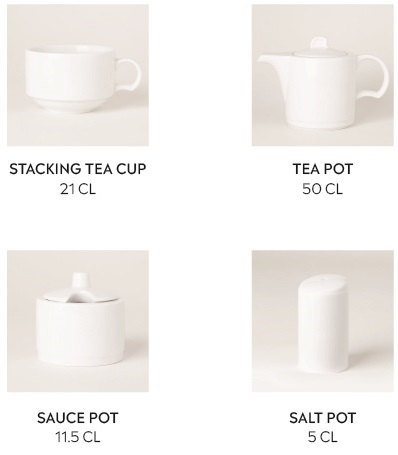 STACKING TEA CUP
21 CL
TEA POT
50 CL
SAUCE POT
11.5 CL
SALT POT
5 CL